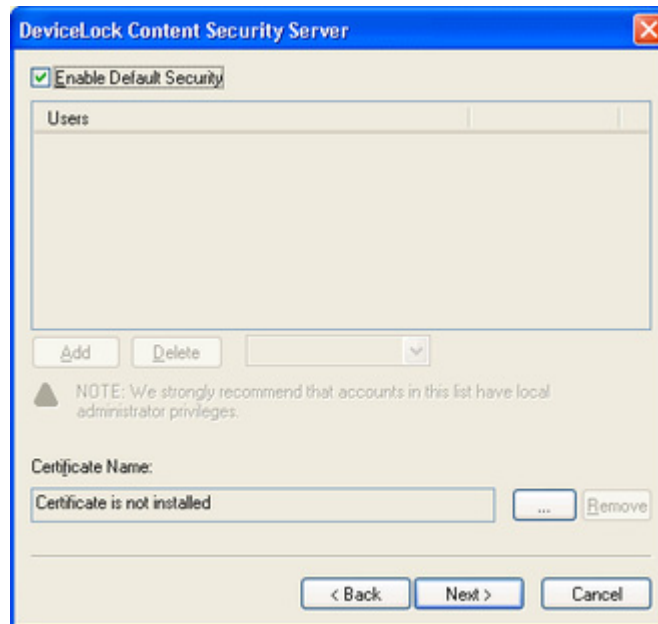 DeviceLock Content Security Server
Enable Default Security
Users
Add Delete
NOTE: We strongly recommend that accounts in this list have local
administrator privileges.
Certificate Name:
Certificate is not installed
... Remove
< Back Next > Cancel